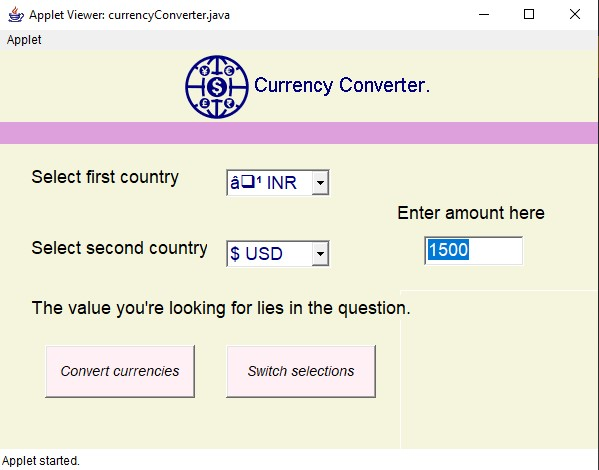 Applet Viewer: currencyConverter.java
Applet
Currency Converter.
Select first country
â❑¹ INR
Enter amount here
Select second country
$ USD
1500
The value you're looking for lies in the question.
Convert currencies
Switch selections
Applet started.